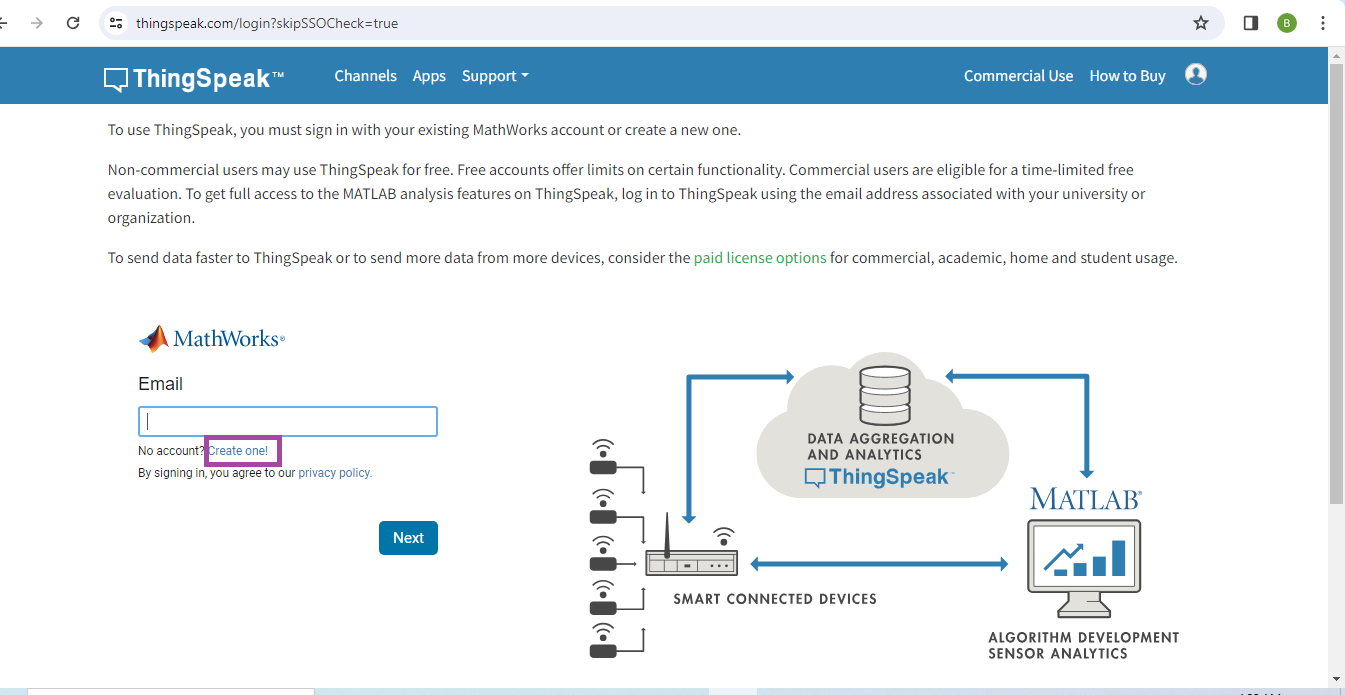 thingspeak.com/login?skipSSOCheck=true
B
ThingSpeak™
Channels Apps Support
Commercial Use How to Buy
To use ThingSpeak, you must sign in with your existing MathWorks account or create a new one.
Non-commercial users may use ThingSpeak for free. Free accounts offer limits on certain functionality. Commercial users are eligible for a time-limited free
evaluation. To get full access to the MATLAB analysis features on ThingSpeak, log in to ThingSpeak using the email address associated with your university or
organization.
To send data faster to ThingSpeak or to send more data from more devices, consider the paid license options for commercial, academic, home and student usage.
MathWorks®
Email
No account? Create one!
By signing in, you agree to our privacy policy.
Next
DATA AGGREGATION
AND ANALYTICS
ThingSpeak™
MATLAB®
SMART CONNECTED DEVICES
ALGORITHM DEVELOPMENT
SENSOR ANALYTICS